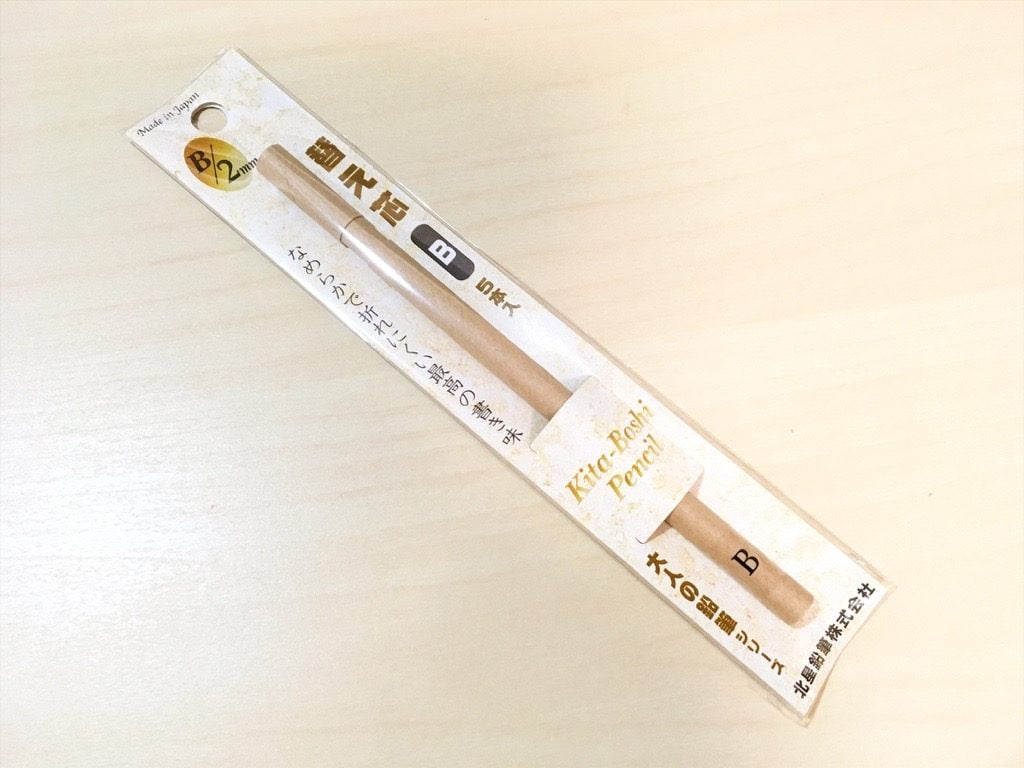 Made in Japan
B/2mm
替え芯
B
5本入
なめらかで折れにくい最高の書き味
Kita-Boshi
Pencil
B
大人の鉛筆シリーズ
北星鉛筆株式会社